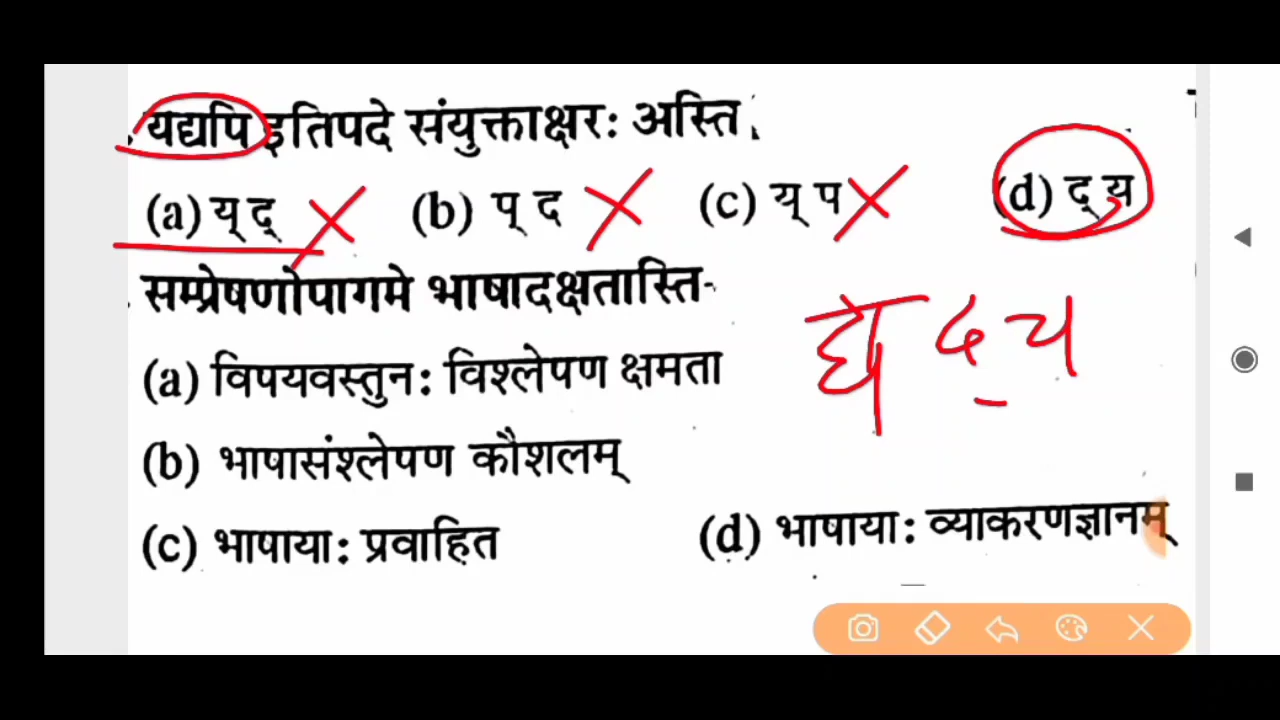 यद्यपि इतिपदे संयुक्ताक्षरः अस्ति
(a) य् द् (b) प् द (c) य् प (d) द् य
सम्प्रेषणोपागमे भाषादक्षतास्ति-
(a) विपयवस्तुनः विश्लेपण क्षमता
द्य द य
(b) भाषासंश्लेपण कौशलम्
(c) भाषायाः प्रवाहित (d) भाषायाः व्याकरणज्ञानम्